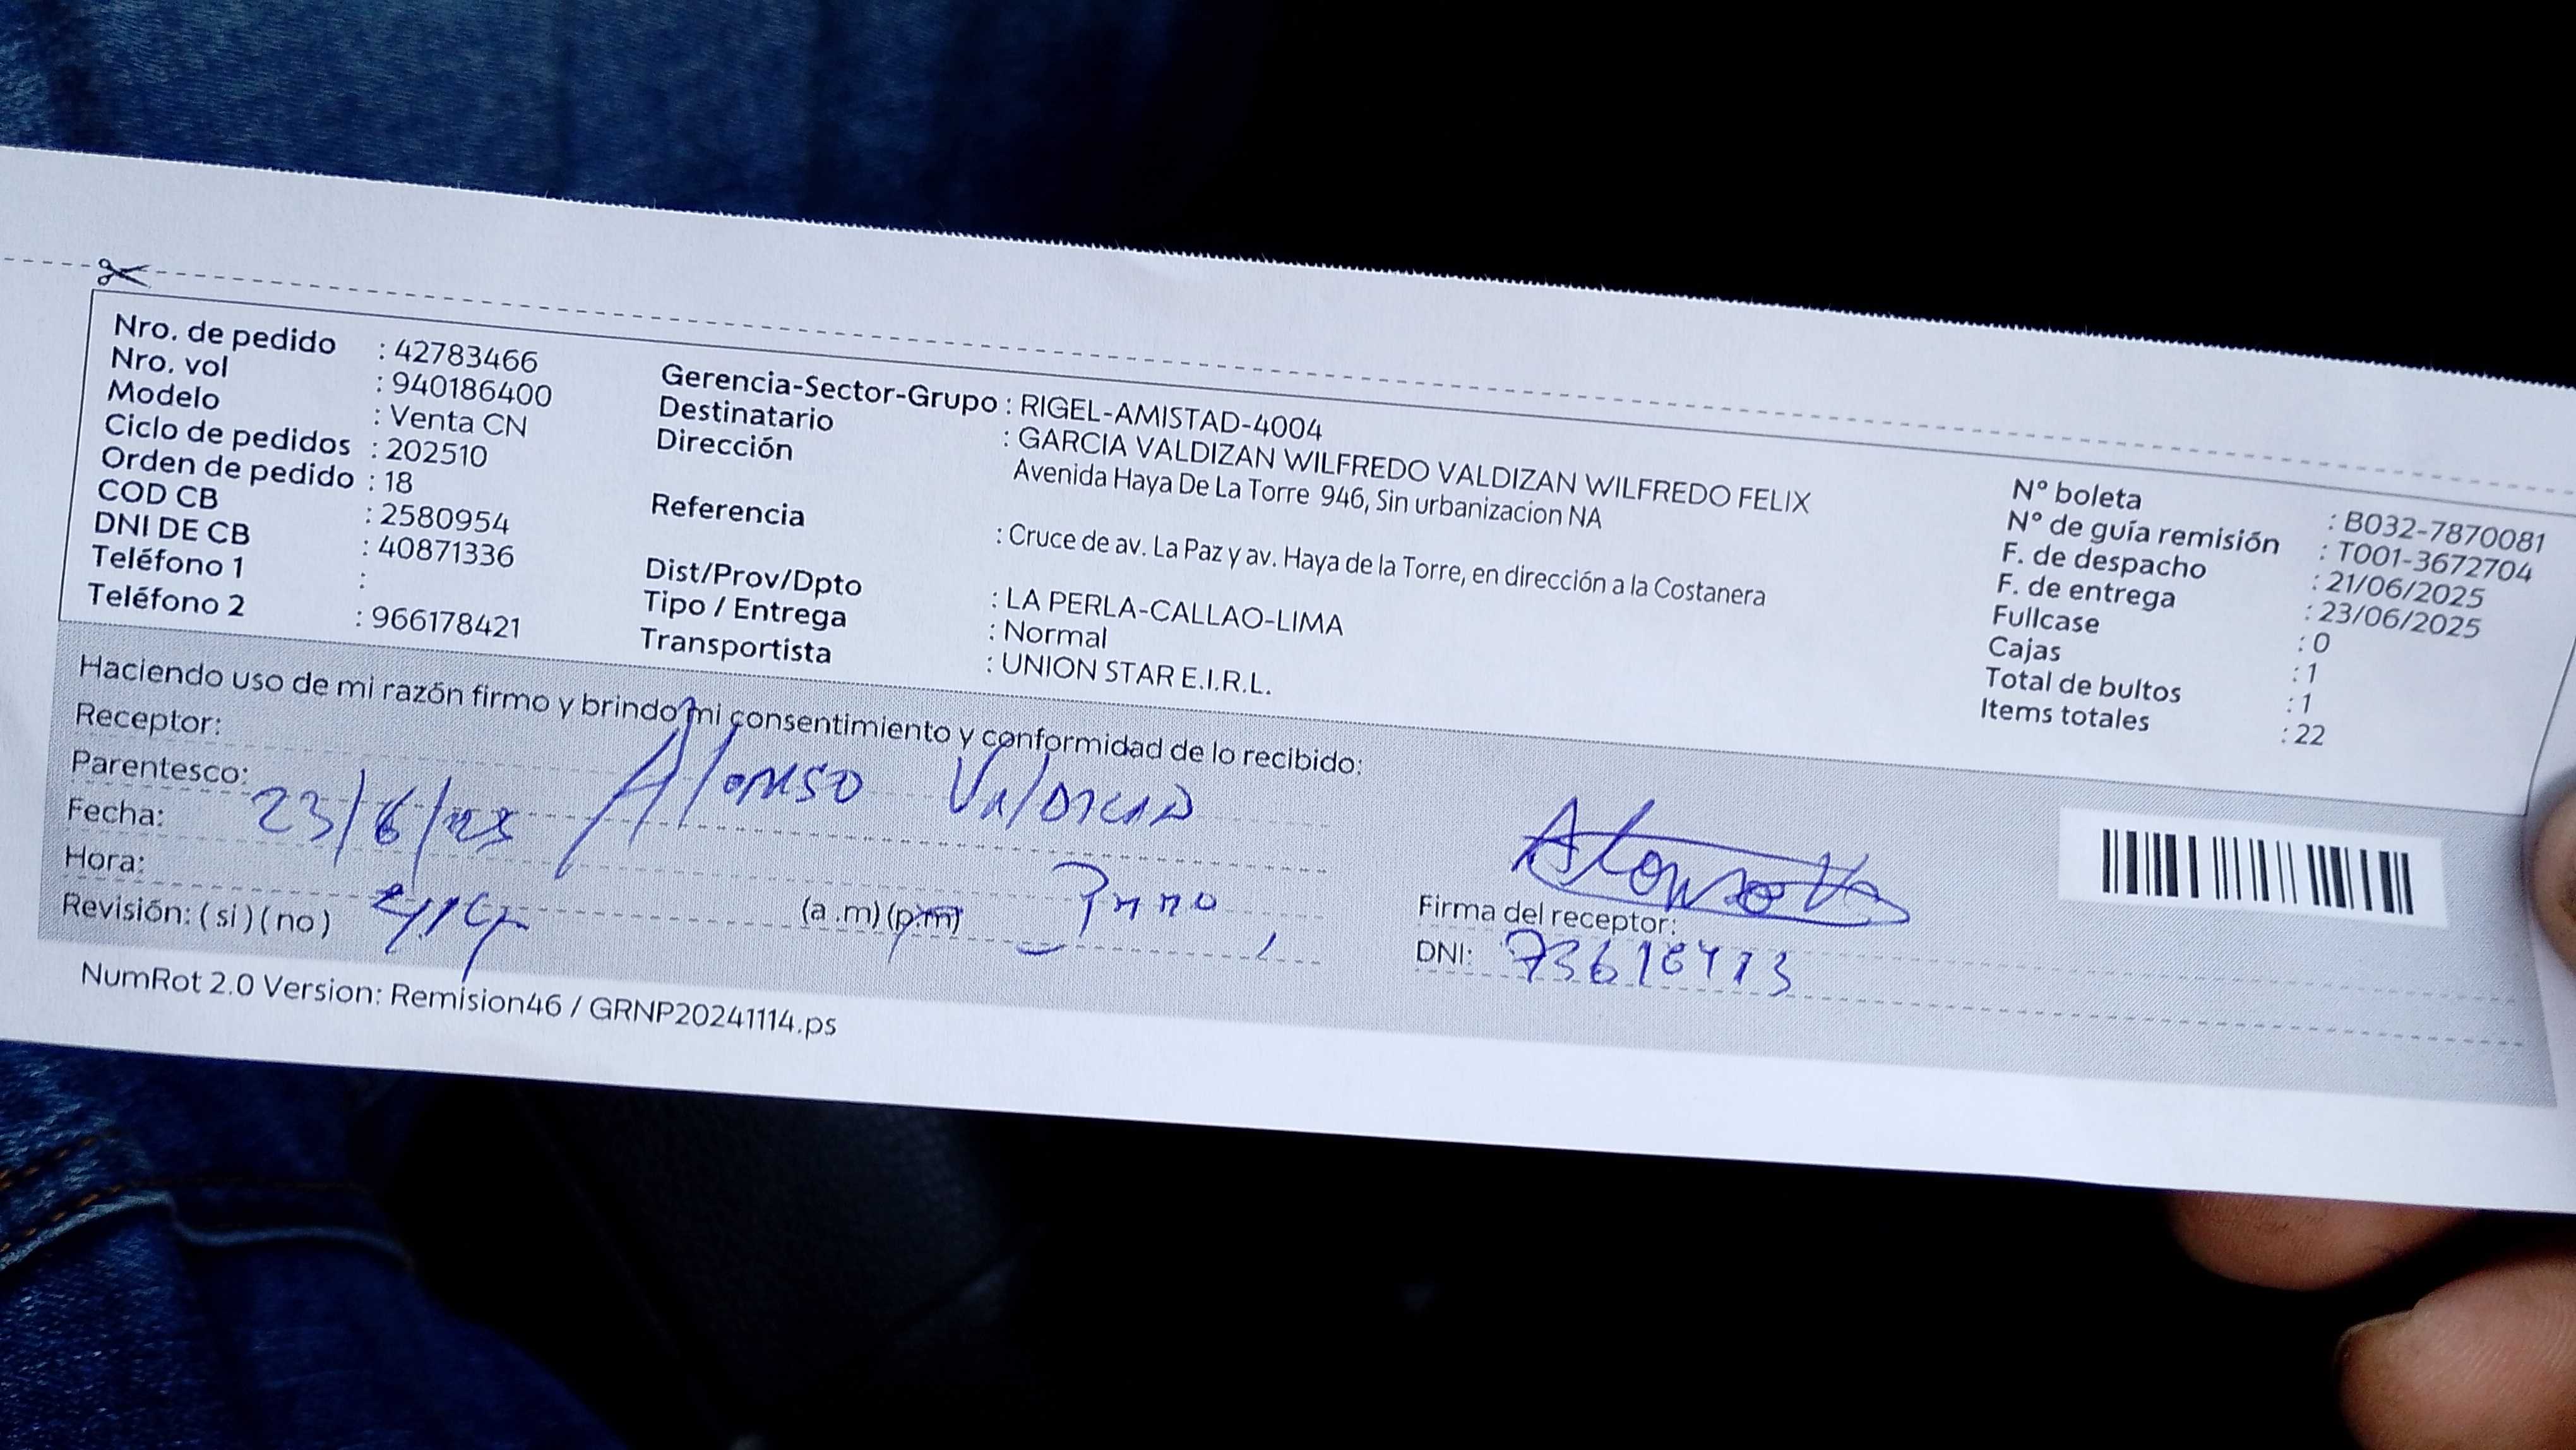 Nro. de pedido : 42783466
Nro. vol : 940186400
Modelo : Venta CN
Ciclo de pedidos : 202510
Orden de pedido : 18
COD CB : 2580954
DNI DE CB : 40871336
Teléfono 1 :
Teléfono 2 : 966178421
Gerencia-Sector-Grupo : RIGEL-AMISTAD-4004
Destinatario : GARCIA VALDIZAN WILFREDO VALDIZAN WILFREDO FELIX
Dirección Avenida Haya De La Torre 946, Sin urbanizacion NA
Referencia : Cruce de av. La Paz y av. Haya de la Torre, en dirección a la Costanera
Dist/Prov/Dpto : LA PERLA-CALLAO-LIMA
Tipo / Entrega : Normal
Transportista : UNION STAR E.I.R.L.
N° boleta : B032-7870081
N° de guía remisión : T001-3672704
F. de despacho : 21/06/2025
F. de entrega : 23/06/2025
Fullcase : 0
Cajas : 1
Total de bultos : 1
Items totales : 22
Haciendo uso de mi razón firmo y brindo mi consentimiento y conformidad de lo recibido:
Receptor: Alonso
Parentesco:
Fecha: 23/6/25
Hora: (a .m) (p.m)
Revisión: ( si ) ( no )
Firma del receptor: Alonso
DNI:
NumRot 2.0 Version: Remision46 / GRNP20241114.ps